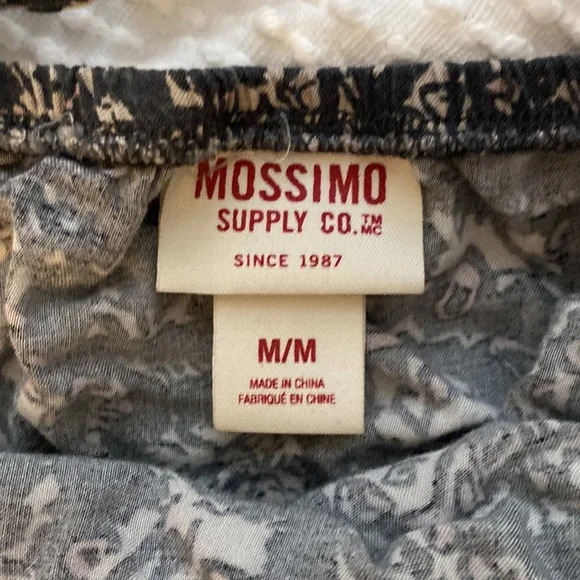 MOSSIMO
SUPPLY CO.™ MC
SINCE 1987
M/M
MADE IN CHINA
FABRIQUÉ EN CHINE